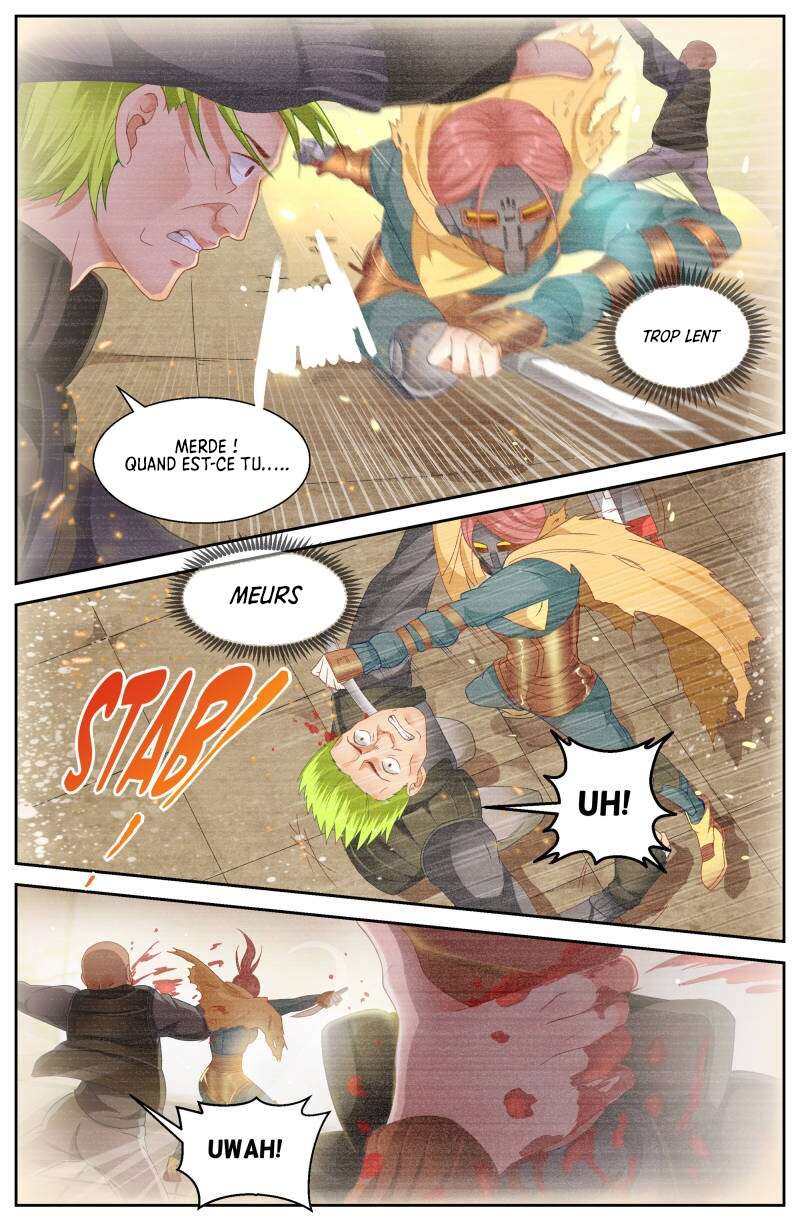 TROP LENT
MERDE !
QUAND EST-CE TU.....
MEURS
STAB!
UH!
UWAH!